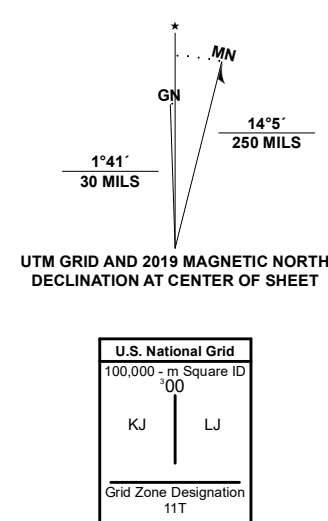 ★
MN
GN
14°5´
250 MILS
1°41´
30 MILS
UTM GRID AND 2019 MAGNETIC NORTH
DECLINATION AT CENTER OF SHEET
U.S. National Grid
100,000 - m Square ID
³00
KJ LJ
Grid Zone Designation
11T